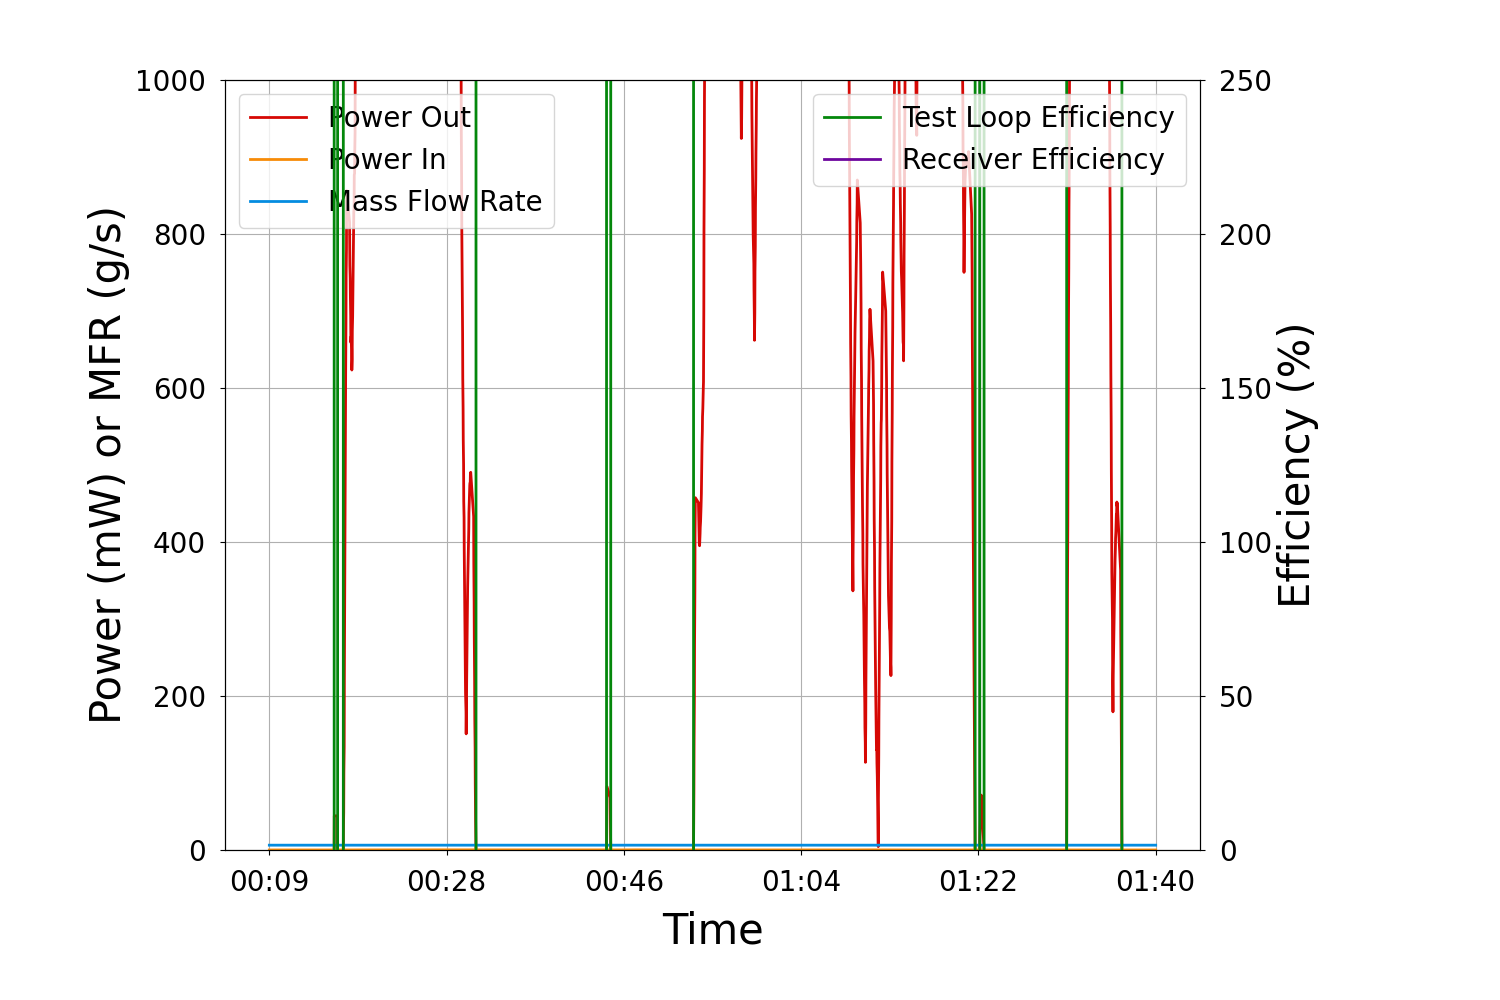 1000
800
600
400
200
0
Power (mW) or MFR (g/s)
Power Out
Power In
Mass Flow Rate
Test Loop Efficiency
Receiver Efficiency
250
200
150
100
50
0
Efficiency (%)
00:09 00:28 00:46 01:04 01:22 01:40
Time